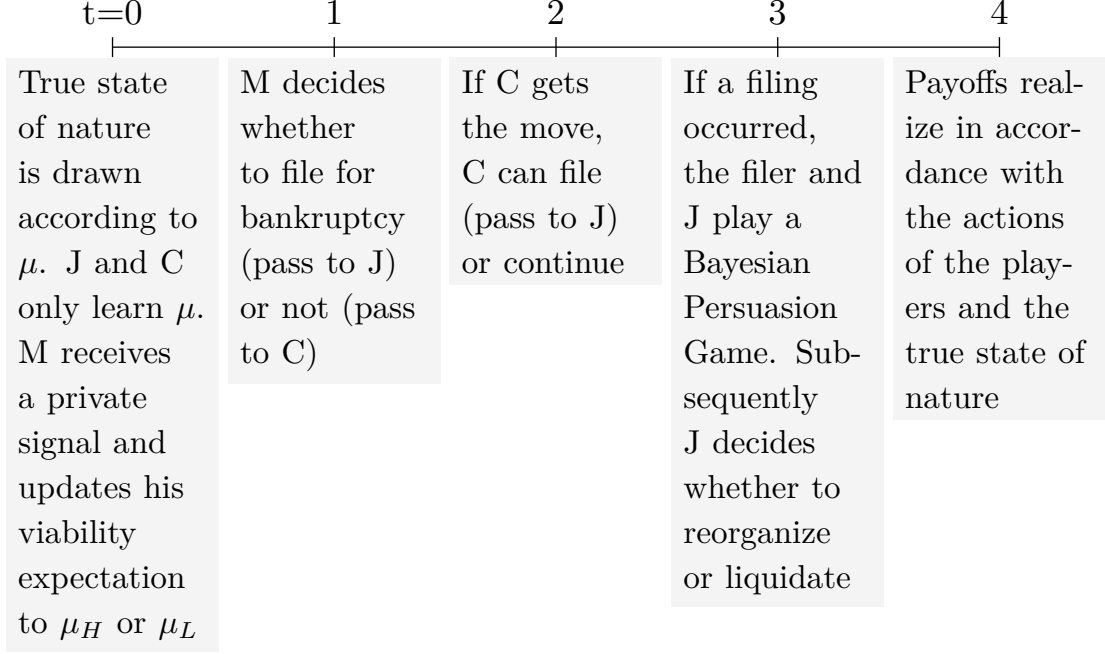 t=0 1 2 3 4
True state
of nature
is drawn
according to
μ. J and C
only learn μ.
M receives
a private
signal and
updates his
viability
expectation
to μ_H or μ_L
M decides
whether
to file for
bankruptcy
(pass to J)
or not (pass
to C)
If C gets
the move,
C can file
(pass to J)
or continue
If a filing
occurred,
the filer and
J play a
Bayesian
Persuasion
Game. Sub-
sequently
J decides
whether to
reorganize
or liquidate
Payoffs real-
ize in accor-
dance with
the actions
of the play-
ers and the
true state of
nature